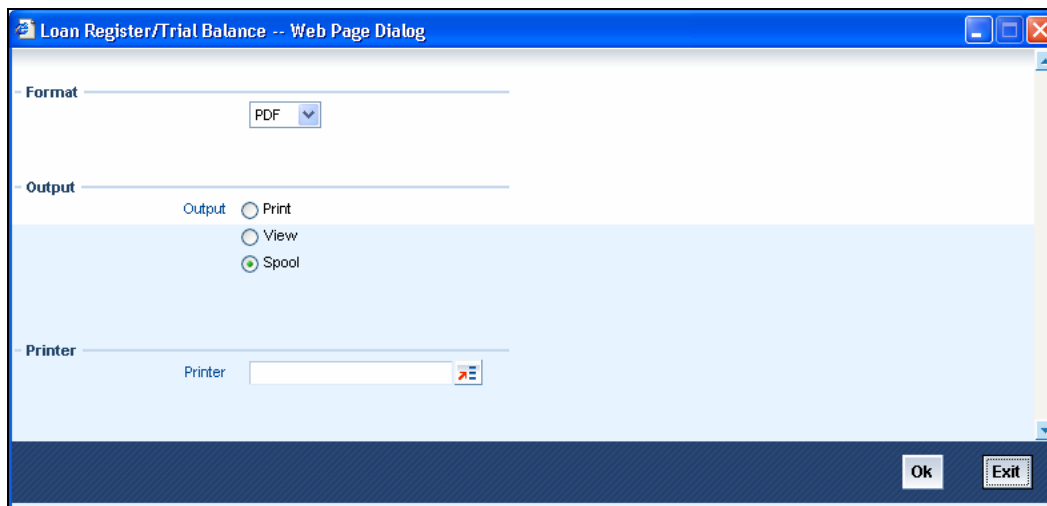 Loan Register/Trial Balance -- Web Page Dialog
Format
PDF
Output
Output Print
View
Spool
Printer
Printer
Ok Exit